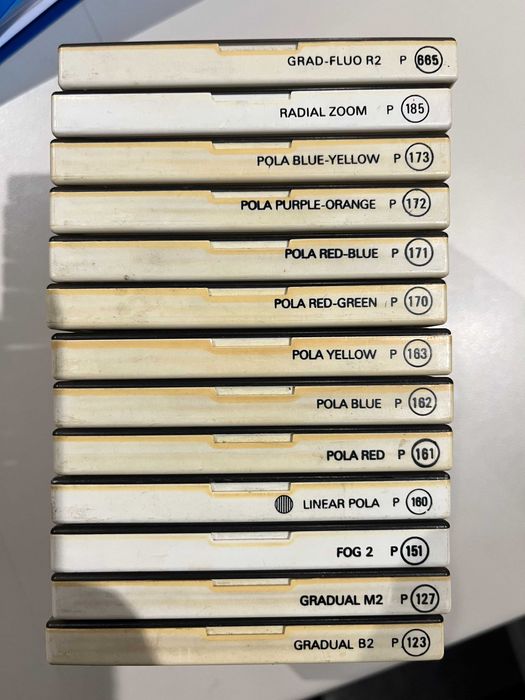 GRAD-FLUO R2 P 665
RADIAL ZOOM P 185
POLA BLUE-YELLOW P 173
POLA PURPLE-ORANGE P 172
POLA RED-BLUE P 171
POLA RED-GREEN P 170
POLA YELLOW P 163
POLA BLUE P 162
POLA RED P 161
LINEAR POLA P 160
FOG 2 P 151
GRADUAL M2 P 127
GRADUAL B2 P 123